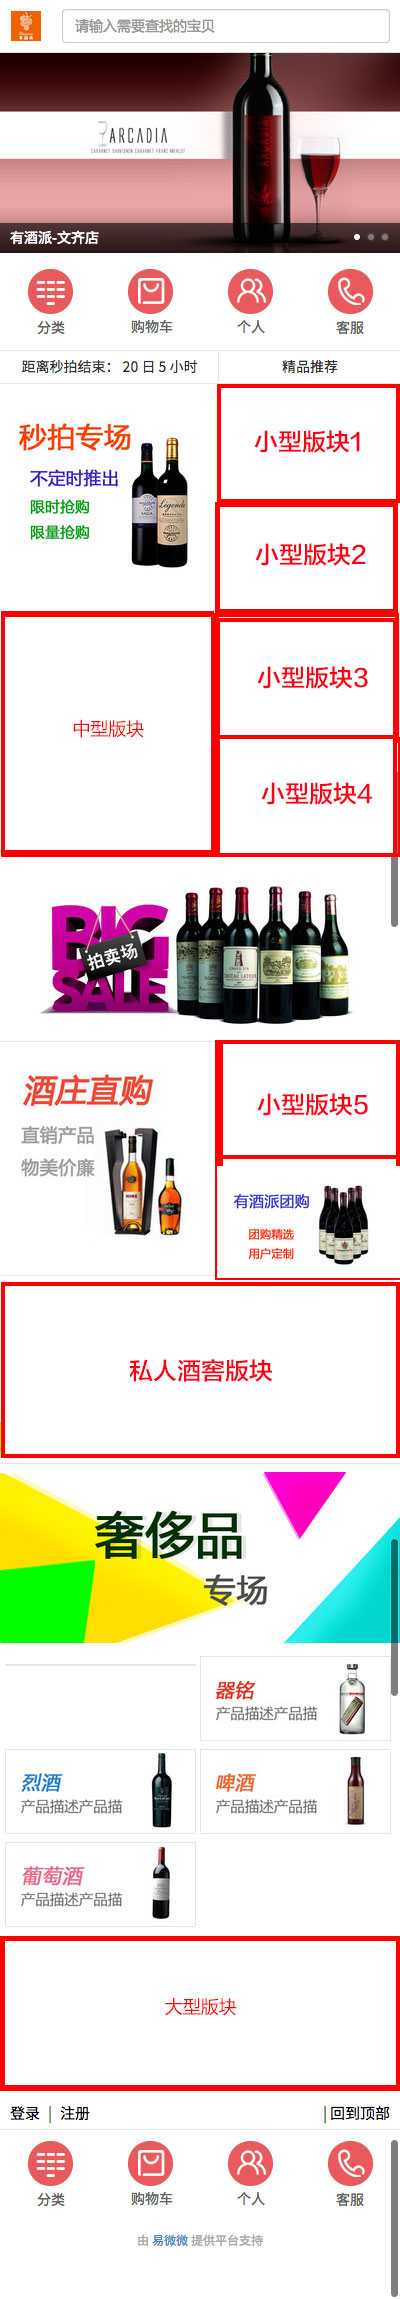 请输入需要查找的宝贝
ARCADIA
CABERNET SAUVIGNON CABERNET FRANC MERLOT
ARCADIA
有酒派-文齐店
分类
购物车
个人
客服
距离秒拍结束： 20 日 5 小时
精品推荐
秒拍专场
不定时推出
限时抢购
限量抢购
Légende
小型版块1
小型版块2
中型版块
小型版块3
小型版块4
BIG
SALE
拍卖场
酒庄直购
直销产品
物美价廉
小型版块5
有酒派团购
团购精选
用户定制
私人酒窖版块
奢侈品
专场
器铭
产品描述产品描
烈酒
产品描述产品描
啤酒
产品描述产品描
葡萄酒
产品描述产品描
大型版块
登录 | 注册
| 回到顶部
分类
购物车
个人
客服
由 易微微 提供平台支持